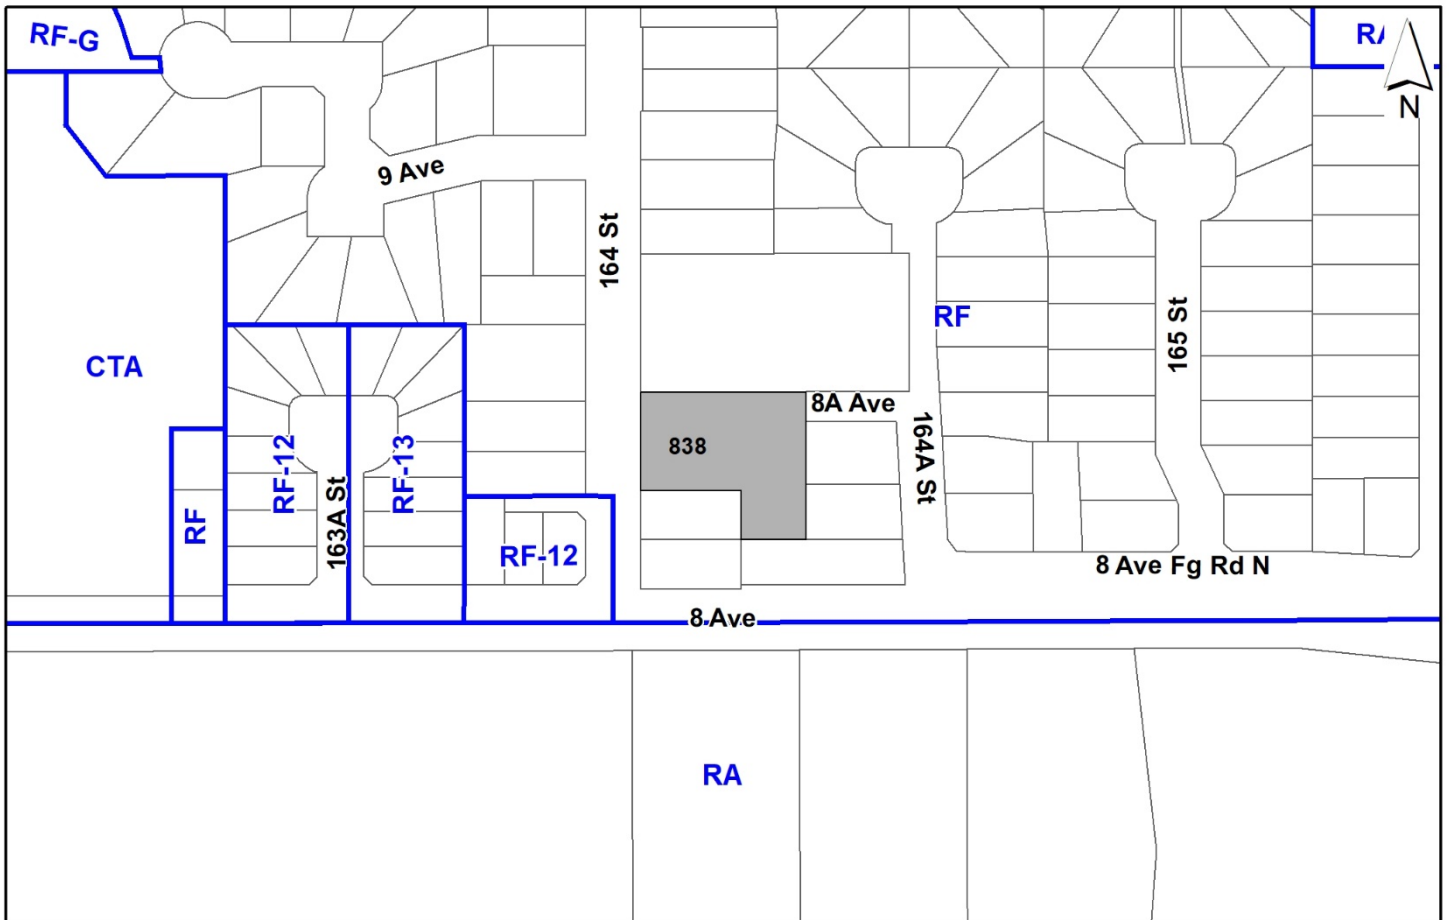 RF-G
RA
N
9 Ave
164 St
RF
165 St
CTA
8A Ave
164A St
838
RF-12
RF-13
163A St
RF
RF-12
8 Ave Fg Rd N
8 Ave
RA